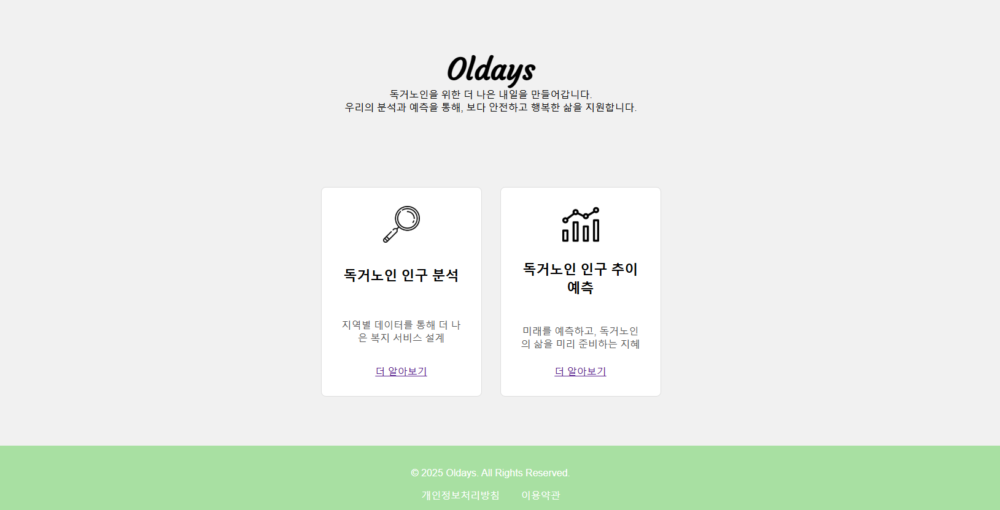 Oldays
독거노인을 위한 더 나은 내일을 만들어갑니다.
우리의 분석과 예측을 통해, 보다 안전하고 행복한 삶을 지원합니다.
독거노인 인구 분석
지역별 데이터를 통해 더 나
은 복지 서비스 설계
더 알아보기
독거노인 인구 추이
예측
미래를 예측하고, 독거노인
의 삶을 미리 준비하는 지혜
더 알아보기
© 2025 Oldays. All Rights Reserved.
개인정보처리방침 이용약관